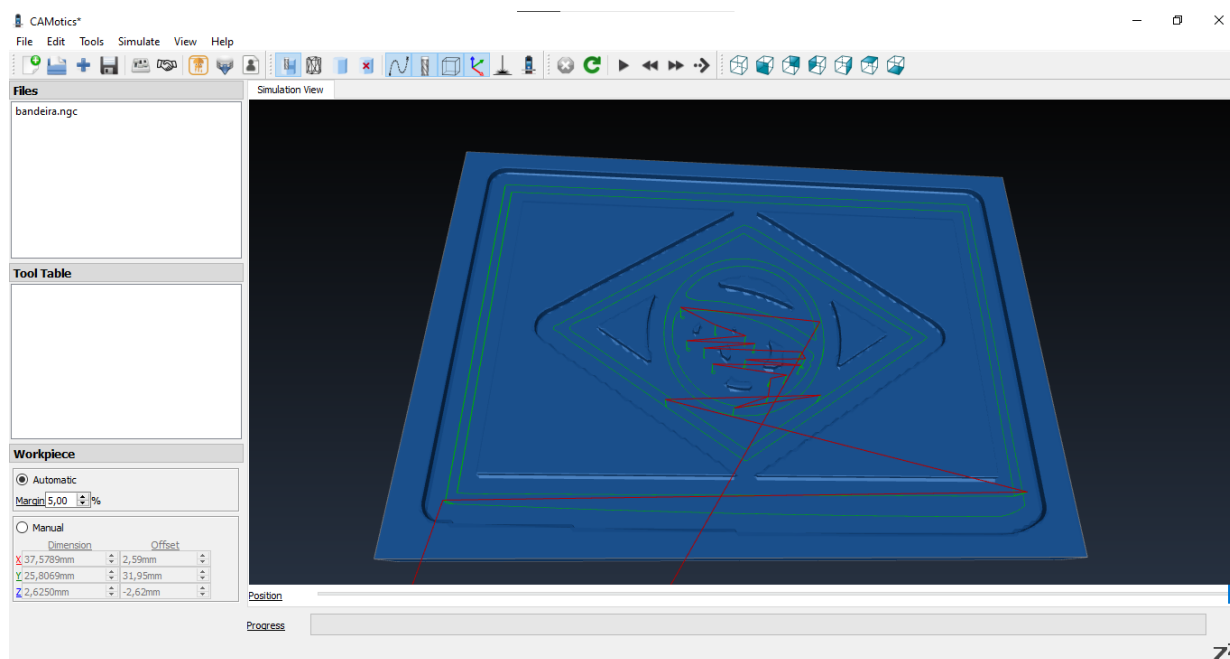 CAMotics*
File Edit Tools Simulate View Help
Files
Simulation View
bandeira.ngc
Tool Table
Workpiece
Automatic
Margin 5,00 %
Manual
Dimension Offset
X 37,5789mm 2,59mm
Y 25,8069mm 31,95mm
Z 2,6250mm -2,62mm
Position
Progress